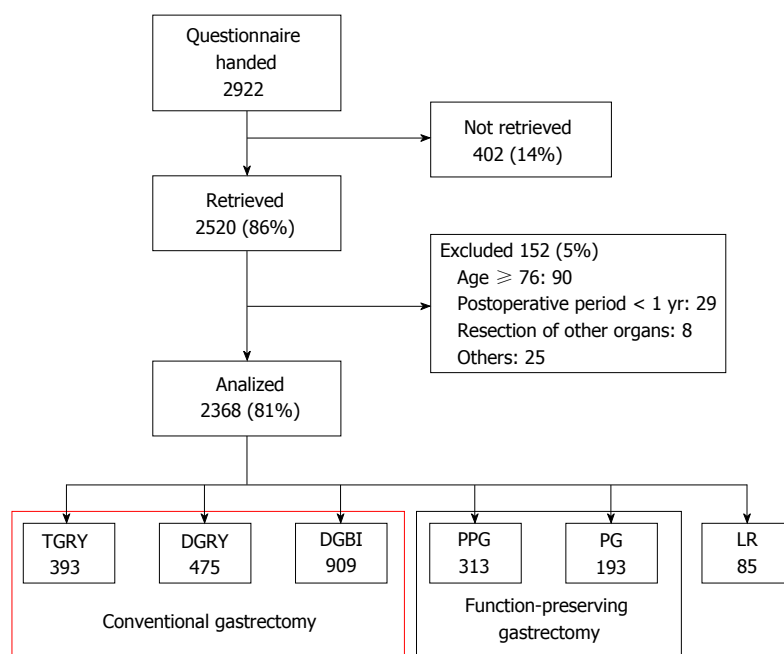 Questionnaire
handed
2922
Not retrieved
402 (14%)
Retrieved
2520 (86%)
Excluded 152 (5%)
Age ≥ 76: 90
Postoperative period < 1 yr: 29
Resection of other organs: 8
Others: 25
Analized
2368 (81%)
TGRY
393
DGRY
475
DGBI
909
PPG
313
PG
193
LR
85
Conventional gastrectomy
Function-preserving
gastrectomy